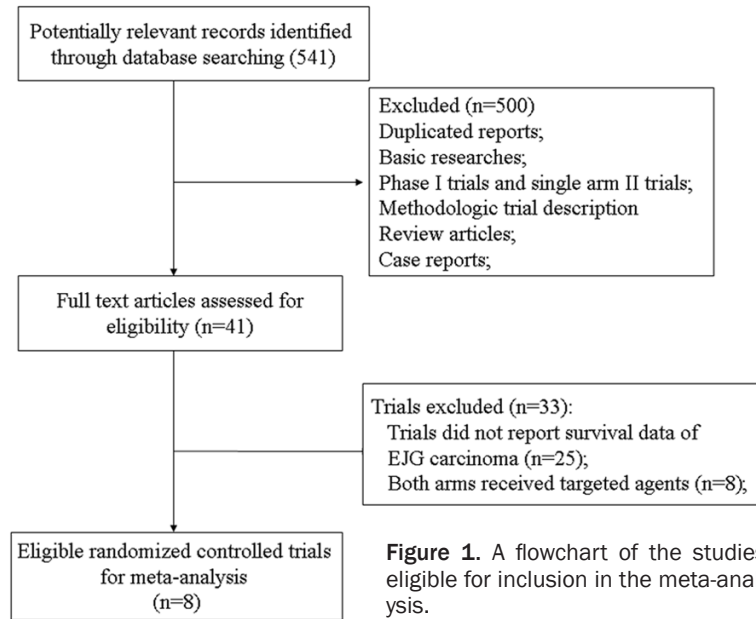 Potentially relevant records identified
through database searching (541)
Excluded (n=500)
Duplicated reports;
Basic researches;
Phase I trials and single arm II trials;
Methodologic trial description
Review articles;
Case reports;
Full text articles assessed for
eligibility (n=41)
Trials excluded (n=33):
Trials did not report survival data of
EJG carcinoma (n=25);
Both arms received targeted agents (n=8);
Eligible randomized controlled trials
for meta-analysis
(n=8)
Figure 1. A flowchart of the studies
eligible for inclusion in the meta-anal-
ysis.